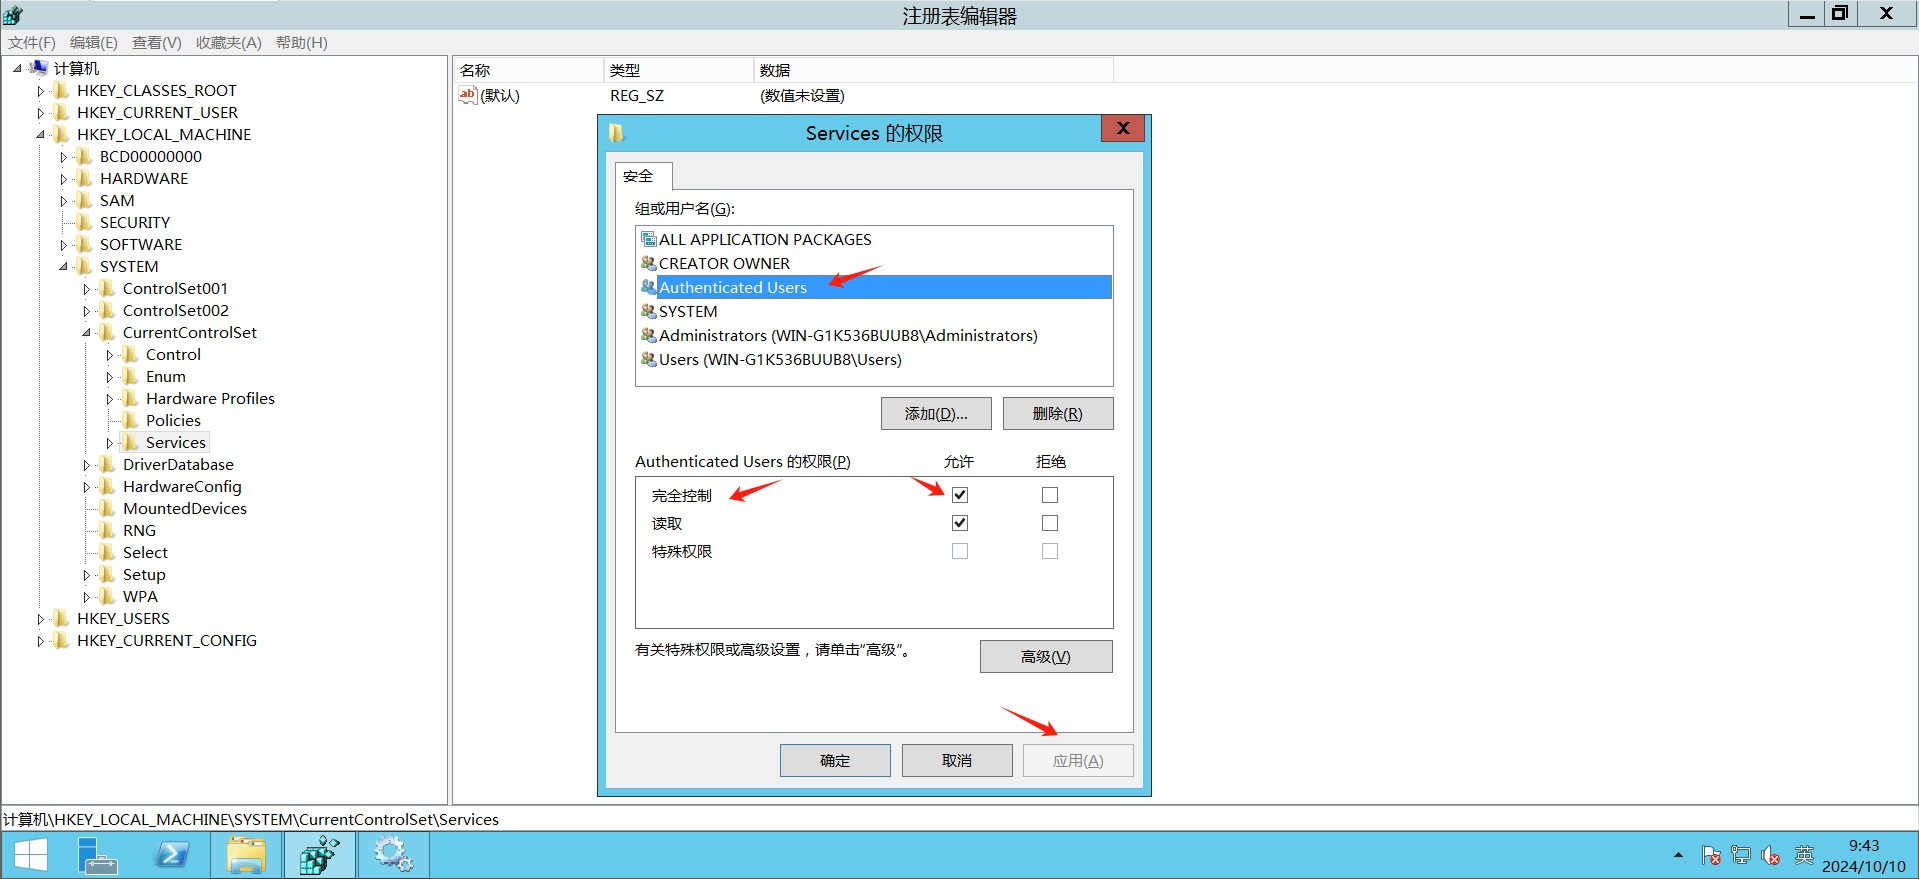 注册表编辑器
文件(F) 编辑(E) 查看(V) 收藏夹(A) 帮助(H)
计算机
HKEY_CLASSES_ROOT
HKEY_CURRENT_USER
HKEY_LOCAL_MACHINE
BCD00000000
HARDWARE
SAM
SECURITY
SOFTWARE
SYSTEM
ControlSet001
ControlSet002
CurrentControlSet
Control
Enum
Hardware Profiles
Policies
Services
DriverDatabase
HardwareConfig
MountedDevices
RNG
Select
Setup
WPA
HKEY_USERS
HKEY_CURRENT_CONFIG
名称 类型 数据
ab (默认) REG_SZ (数值未设置)
Services 的权限
安全
组或用户名(G):
ALL APPLICATION PACKAGES
CREATOR OWNER
Authenticated Users
SYSTEM
Administrators (WIN-G1K536BUUB8\Administrators)
Users (WIN-G1K536BUUB8\Users)
添加(D)... 删除(R)
Authenticated Users 的权限(P) 允许 拒绝
完全控制
读取
特殊权限
有关特殊权限或高级设置，请单击“高级”。
高级(V)
确定 取消 应用(A)
计算机\HKEY_LOCAL_MACHINE\SYSTEM\CurrentControlSet\Services
英
9:43
2024/10/10